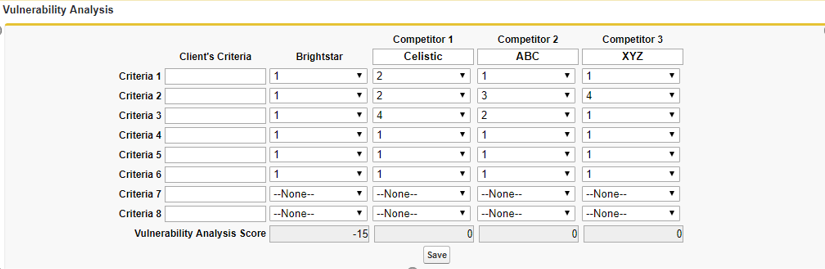 Vulnerability Analysis
Competitor 1 Competitor 2 Competitor 3
Client's Criteria Brightstar Celistic ABC XYZ
Criteria 1 1 2 1 1
Criteria 2 1 2 3 4
Criteria 3 1 4 2 1
Criteria 4 1 1 1 1
Criteria 5 1 1 1 1
Criteria 6 1 1 1 1
Criteria 7 --None-- --None-- --None-- --None--
Criteria 8 --None-- --None-- --None-- --None--
Vulnerability Analysis Score -15 0 0 0
Save